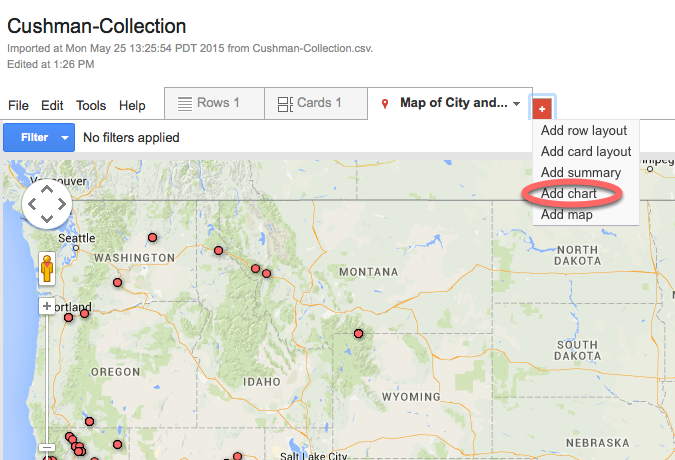 Cushman-Collection
Imported at Mon May 25 13:25:54 PDT 2015 from Cushman-Collection.csv.
Edited at 1:26 PM
File Edit Tools Help Rows 1 Cards 1 Map of City and... +
Filter No filters applied
Add row layout
Add card layout
Add summary
Add chart
Add map
Vancouver
Seattle
WASHINGTON
MONTANA
NORTH
DAKOTA
Portland
OREGON
IDAHO
SOUTH
DAKOTA
WYOMING
NEBRASKA
Salt Lake City